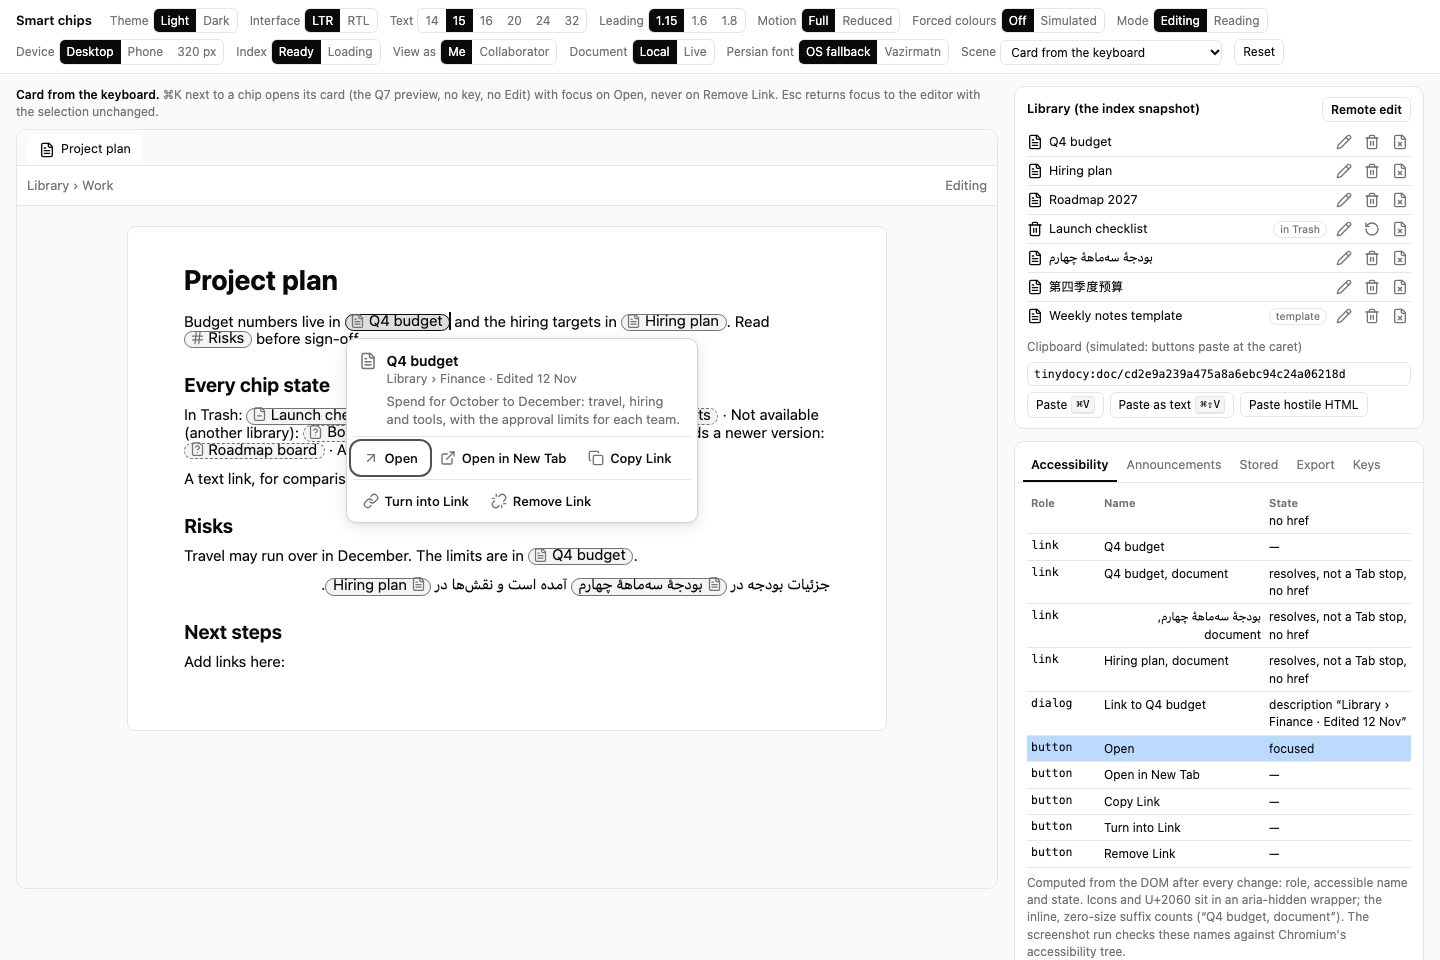 Smart chips Theme Light Dark Interface LTR RTL Text 14 15 16 20 24 32 Leading 1.15 1.6 1.8 Motion Full Reduced Forced colours Off Simulated Mode Editing Reading
Device Desktop Phone 320 px Index Ready Loading View as Me Collaborator Document Local Live Persian font OS fallback Vazirmatn Scene Card from the keyboard Reset
Card from the keyboard. ⌘K next to a chip opens its card (the Q7 preview, no key, no Edit) with focus on Open, never on Remove Link. Esc returns focus to the editor with
the selection unchanged.
Project plan
Library › Work Editing
Project plan
Budget numbers live in Q4 budget and the hiring targets in Hiring plan. Read
# Risks before sign-off
Every chip state
In Trash: Launch che ts · Not available
(another library): Bo ds a newer version:
Roadmap board · A
A text link, for comparis
Q4 budget
Library › Finance · Edited 12 Nov
Spend for October to December: travel, hiring
and tools, with the approval limits for each team.
Open Open in New Tab Copy Link
Turn into Link Remove Link
Risks
Travel may run over in December. The limits are in Q4 budget.
جزئیات بودجه در بودجهٔ سه‌ماههٔ چهارم آمده است و نقش‌ها در Hiring plan.
Next steps
Add links here:
Library (the index snapshot) Remote edit
Q4 budget
Hiring plan
Roadmap 2027
Launch checklist in Trash
بودجهٔ سه‌ماههٔ چهارم
第四季度预算
Weekly notes template template
Clipboard (simulated: buttons paste at the caret)
tinydocy:doc/cd2e9a239a475a8a6ebc94c24a06218d
Paste ⌘V Paste as text ⌘⇧V Paste hostile HTML
Accessibility Announcements Stored Export Keys
Role Name State
no href
link Q4 budget —
link Q4 budget, document resolves, not a Tab stop,
no href
link بودجهٔ سه‌ماههٔ چهارم, resolves, not a Tab stop,
document no href
link Hiring plan, document resolves, not a Tab stop,
no href
dialog Link to Q4 budget description “Library ›
Finance · Edited 12 Nov”
button Open focused
button Open in New Tab —
button Copy Link —
button Turn into Link —
button Remove Link —
Computed from the DOM after every change: role, accessible name
and state. Icons and U+2060 sit in an aria-hidden wrapper; the
inline, zero-size suffix counts (“Q4 budget, document”). The
screenshot run checks these names against Chromium's
accessibility tree.